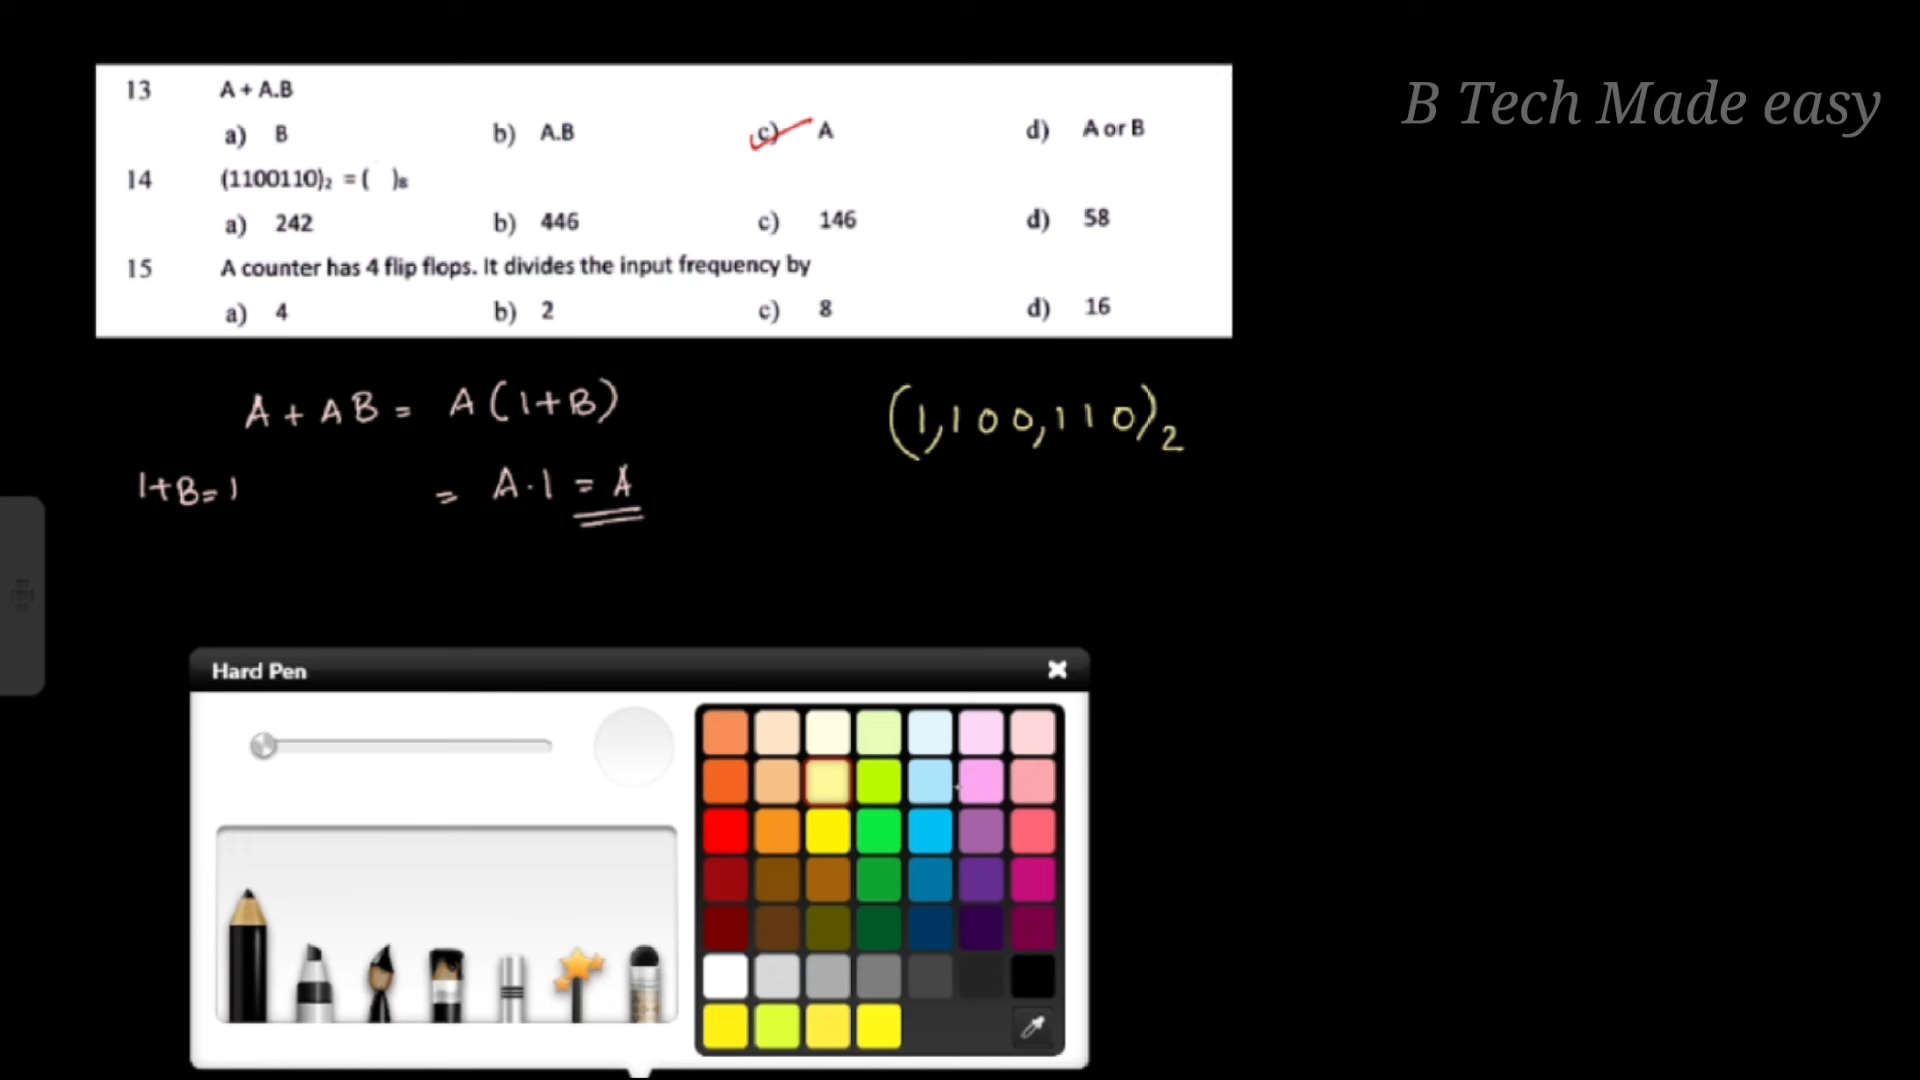 B Tech Made easy
13 A + A.B
a) B b) A.B c) A d) A or B
14 (1100110)₂ = ( )₈
a) 242 b) 446 c) 146 d) 58
15 A counter has 4 flip flops. It divides the input frequency by
a) 4 b) 2 c) 8 d) 16
A + AB = A(1+B)
(1,100,110)₂
1+B=1
= A·1 = A
Hard Pen